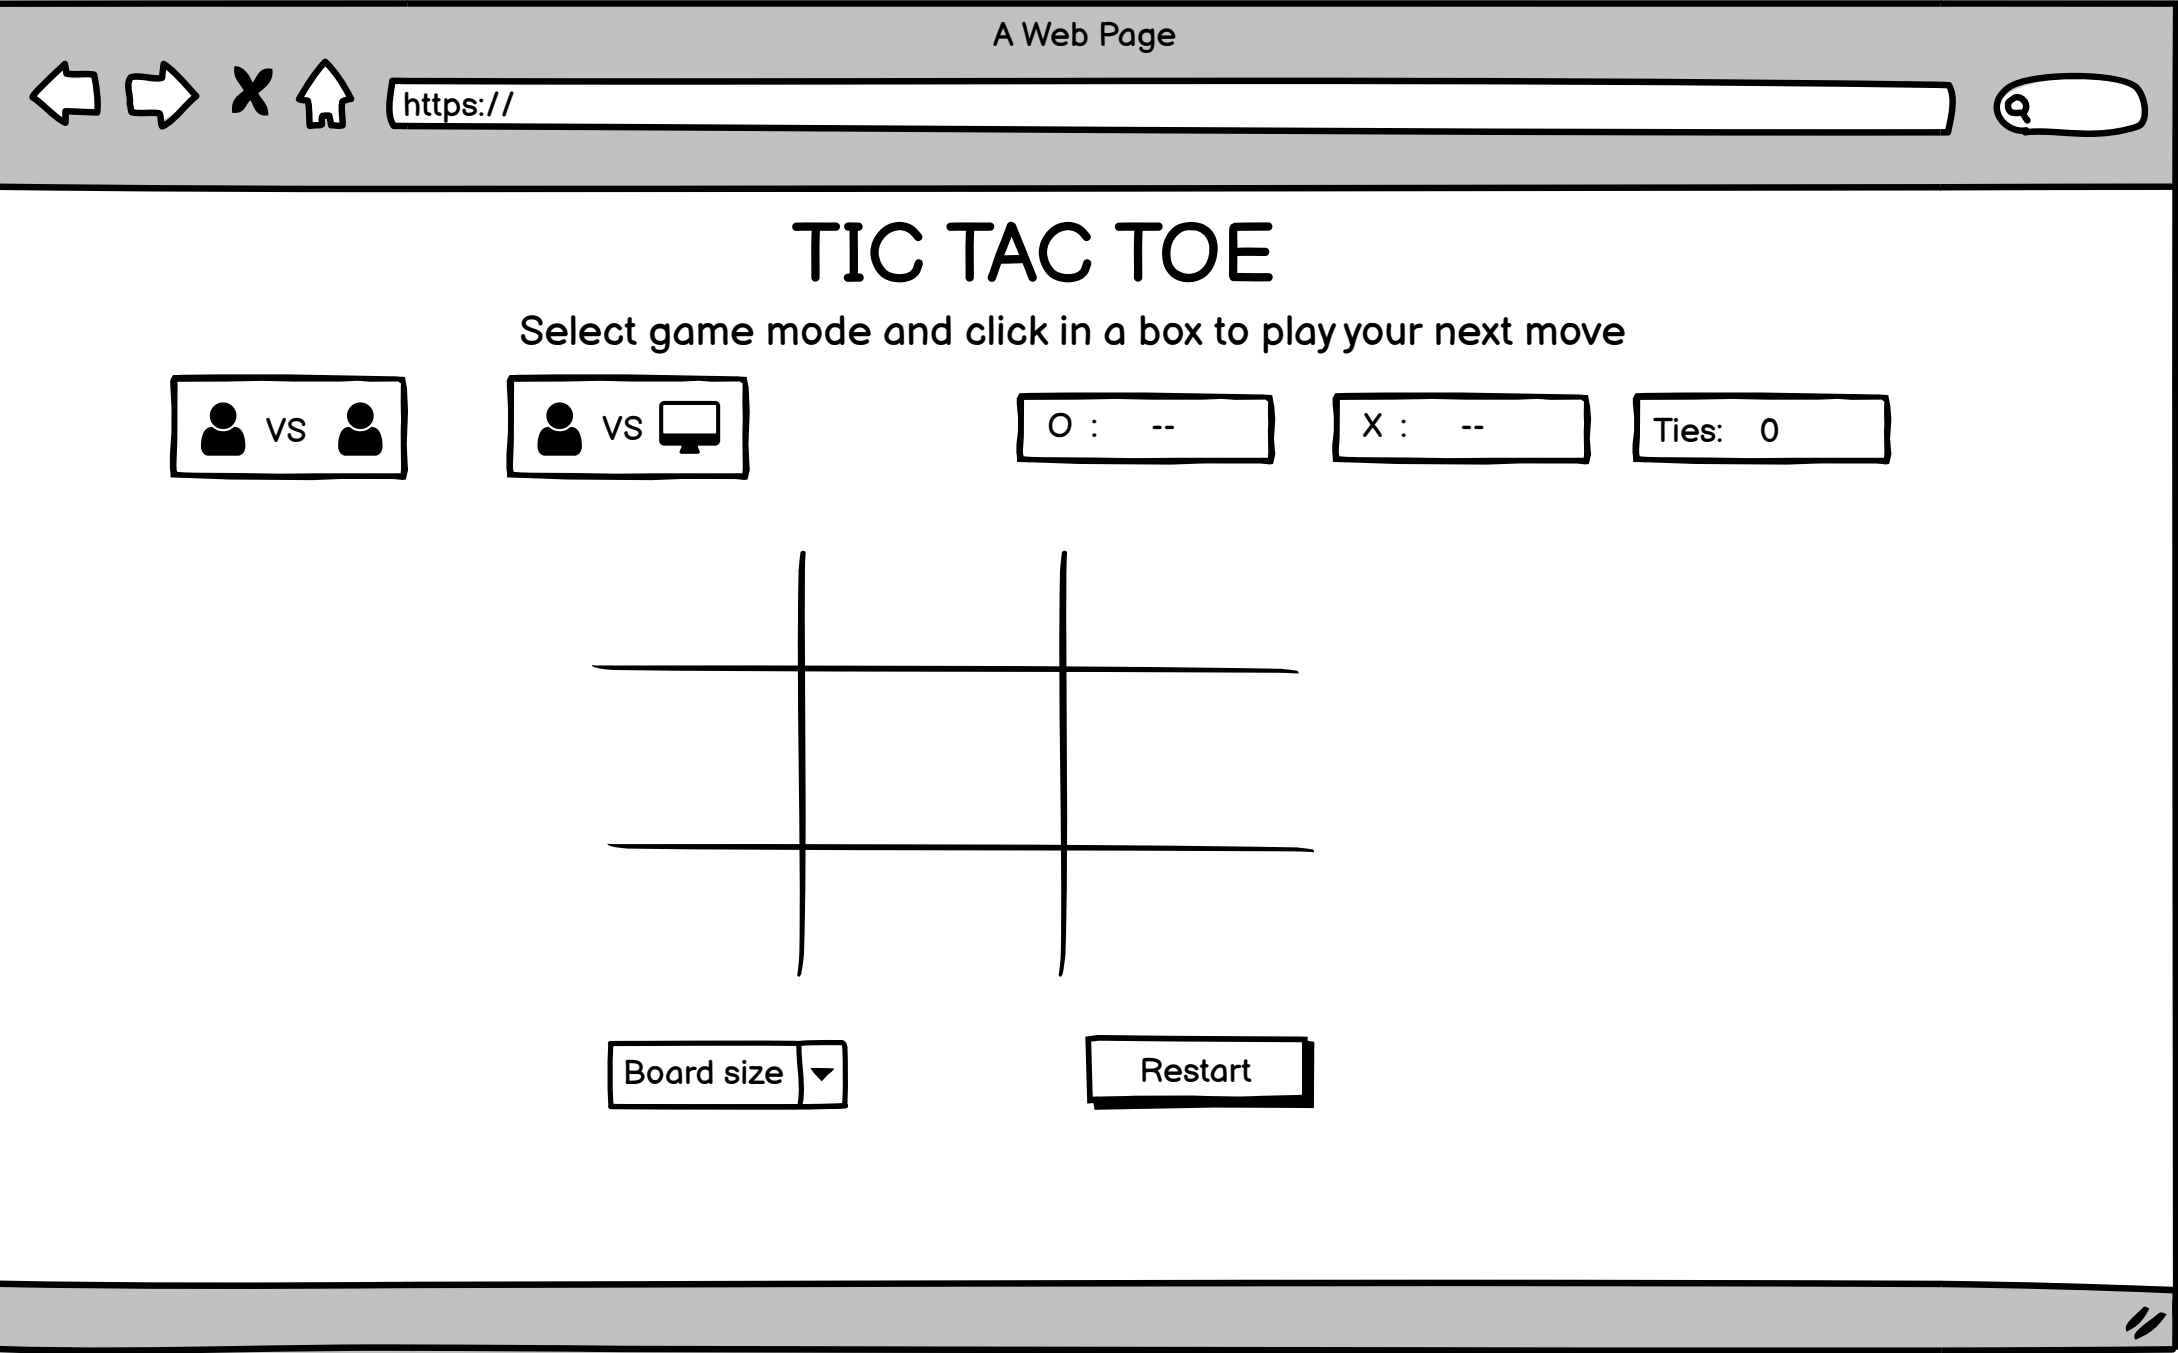 A Web Page
https://
TIC TAC TOE
Select game mode and click in a box to play your next move
VS
VS
O : --
X : --
Ties: 0
Board size
Restart